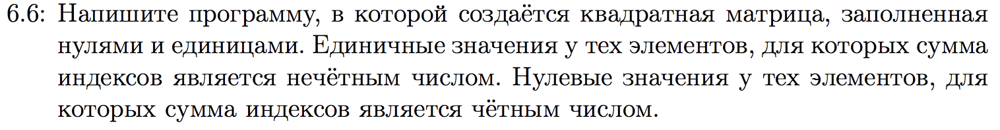 6.6: Напишите программу, в которой создаётся квадратная матрица, заполненная
нулями и единицами. Единичные значения у тех элементов, для которых сумма
индексов является нечётным числом. Нулевые значения у тех элементов, для
которых сумма индексов является чётным числом.